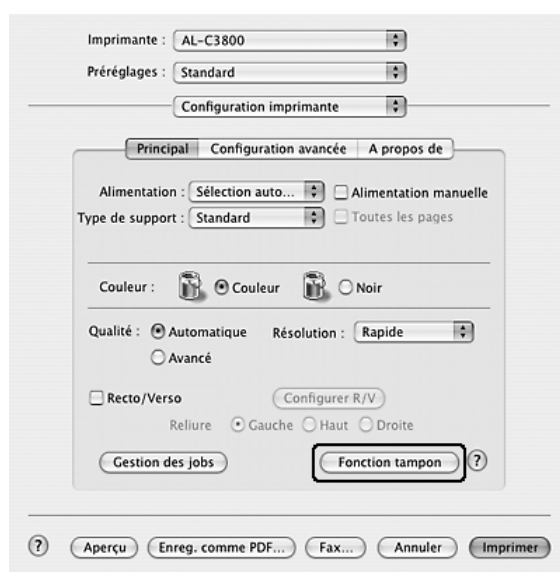 Imprimante : AL-C3800
Préréglages : Standard
Configuration imprimante
Principal Configuration avancée A propos de
Alimentation : Sélection auto... Alimentation manuelle
Type de support : Standard Toutes les pages
Couleur : Couleur Noir
Qualité : Automatique Résolution : Rapide
Avancé
Recto/Verso Configurer R/V
Reliure Gauche Haut Droite
Gestion des jobs Fonction tampon ?
? Aperçu Enreg. comme PDF... Fax... Annuler Imprimer